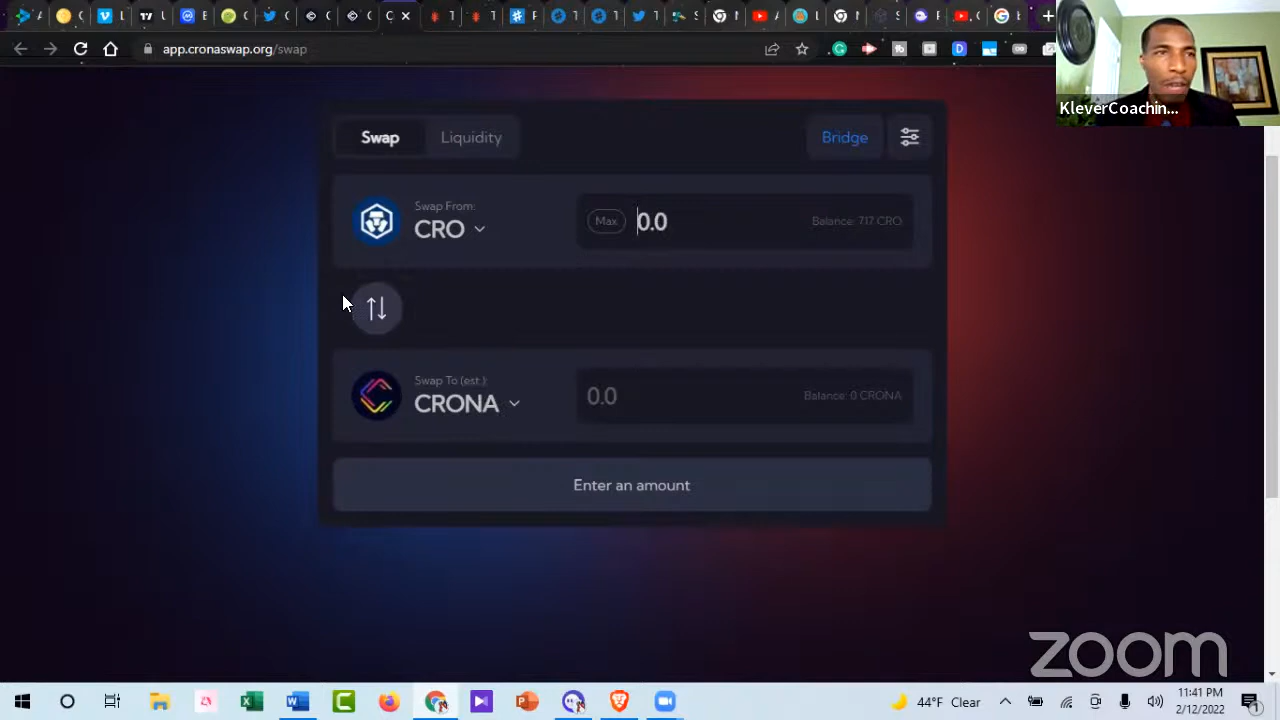 app.cronaswap.org/swap
KleverCoachin...
Swap
Liquidity
Bridge
Swap From:
CRO
Max
0.0
Balance: 717 CRO
Swap To (est.):
CRONA
0.0
Balance: 0 CRONA
Enter an amount
zoom
44°F Clear
11:41 PM
2/12/2022